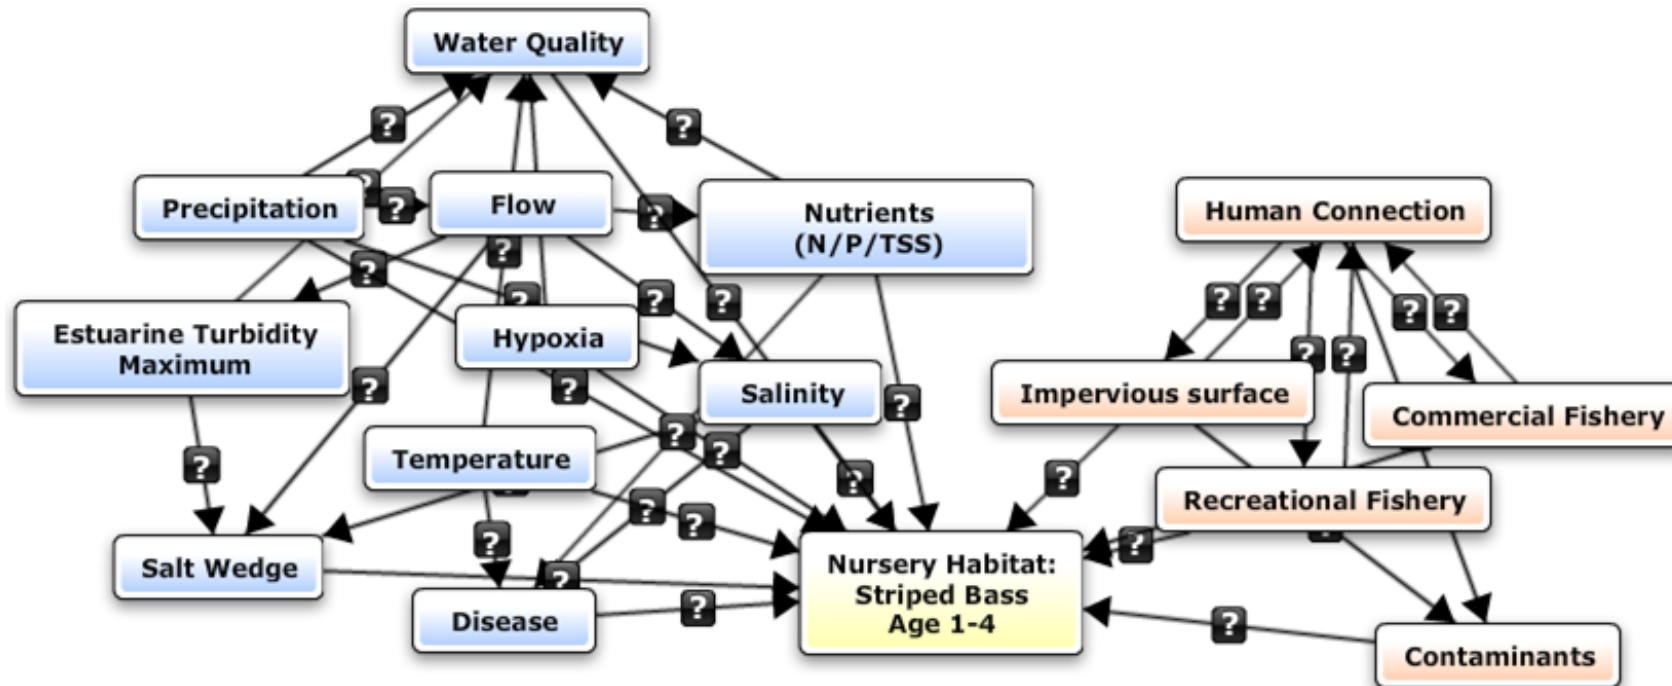 Water Quality
?
?
Precipitation
?
?
Flow
?
Nutrients
(N/P/TSS)
Human Connection
?
?
?
?
?
?
?
?
?
Estuarine Turbidity
Maximum
Hypoxia
?
?
Impervious surface
?
?
Salinity
?
Commercial Fishery
?
?
Temperature
?
?
?
Recreational Fishery
?
?
?
?
?
Salt Wedge
?
Nursery Habitat:
Striped Bass
Age 1-4
Disease
?
?
Contaminants